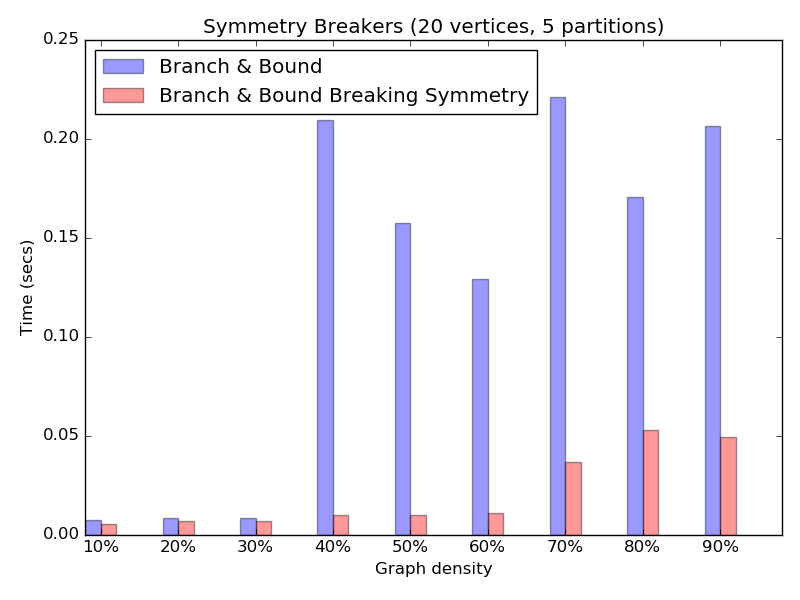 Symmetry Breakers (20 vertices, 5 partitions)
Branch & Bound
Branch & Bound Breaking Symmetry
0.25
0.20
0.15
0.10
0.05
0.00
Time (secs)
10% 20% 30% 40% 50% 60% 70% 80% 90%
Graph density